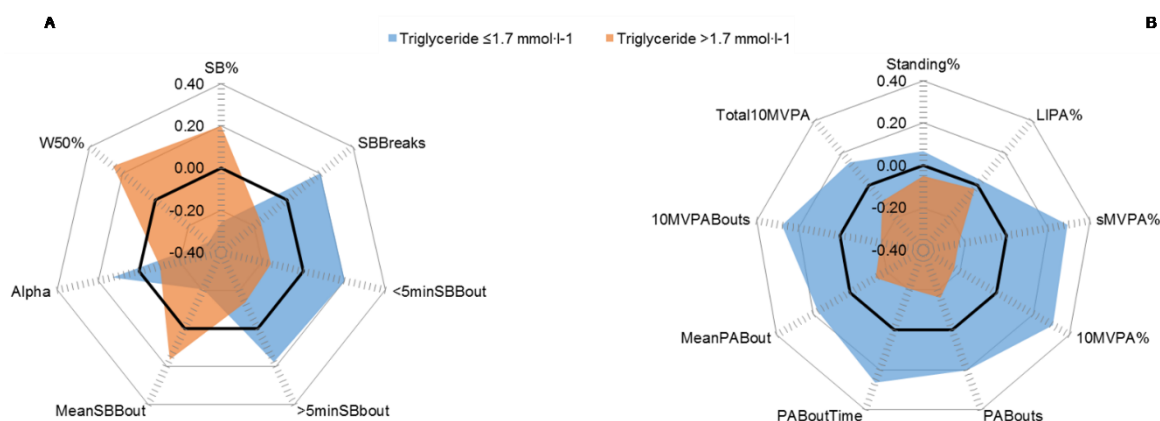 A
B
Triglyceride ≤1.7 mmol·l-1
Triglyceride >1.7 mmol·l-1
SB%
0.40
0.20
0.00
-0.20
-0.40
SBBreaks
<5minSBBout
>5minSBbout
MeanSBBout
Alpha
W50%
Standing%
0.40
0.20
0.00
-0.20
-0.40
LIPA%
sMVPA%
10MVPA%
PABouts
PABoutTime
MeanPABout
10MVPABouts
Total10MVPA